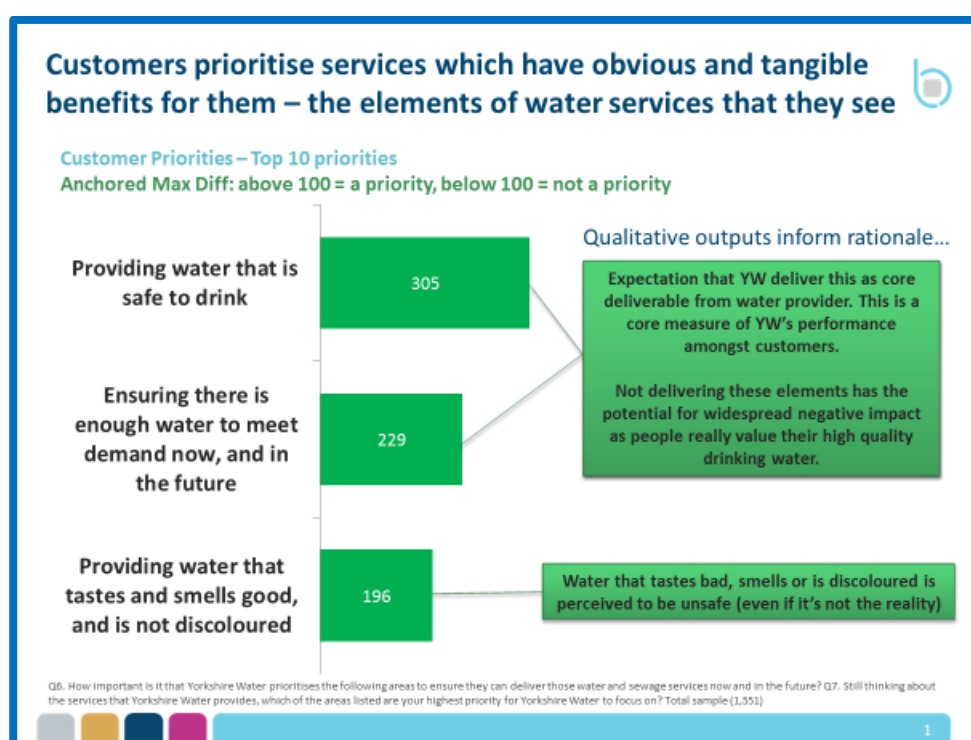 Customers prioritise services which have obvious and tangible
benefits for them – the elements of water services that they see
Customer Priorities – Top 10 priorities
Anchored Max Diff: above 100 = a priority, below 100 = not a priority
Qualitative outputs inform rationale…
Providing water that is
safe to drink
305
Expectation that YW deliver this as core
deliverable from water provider. This is a
core measure of YW's performance
amongst customers.
Not delivering these elements has the
potential for widespread negative impact
as people really value their high quality
drinking water.
Ensuring there is
enough water to meet
demand now, and in
the future
229
Providing water that
tastes and smells good,
and is not discoloured
196
Water that tastes bad, smells or is discoloured is
perceived to be unsafe (even if it's not the reality)
Q6. How important is it that Yorkshire Water prioritises the following areas to ensure they can deliver those water and sewage services now and in the future? Q7. Still thinking about
the services that Yorkshire Water provides, which of the areas listed are your highest priority for Yorkshire Water to focus on? Total sample (1,551)
1